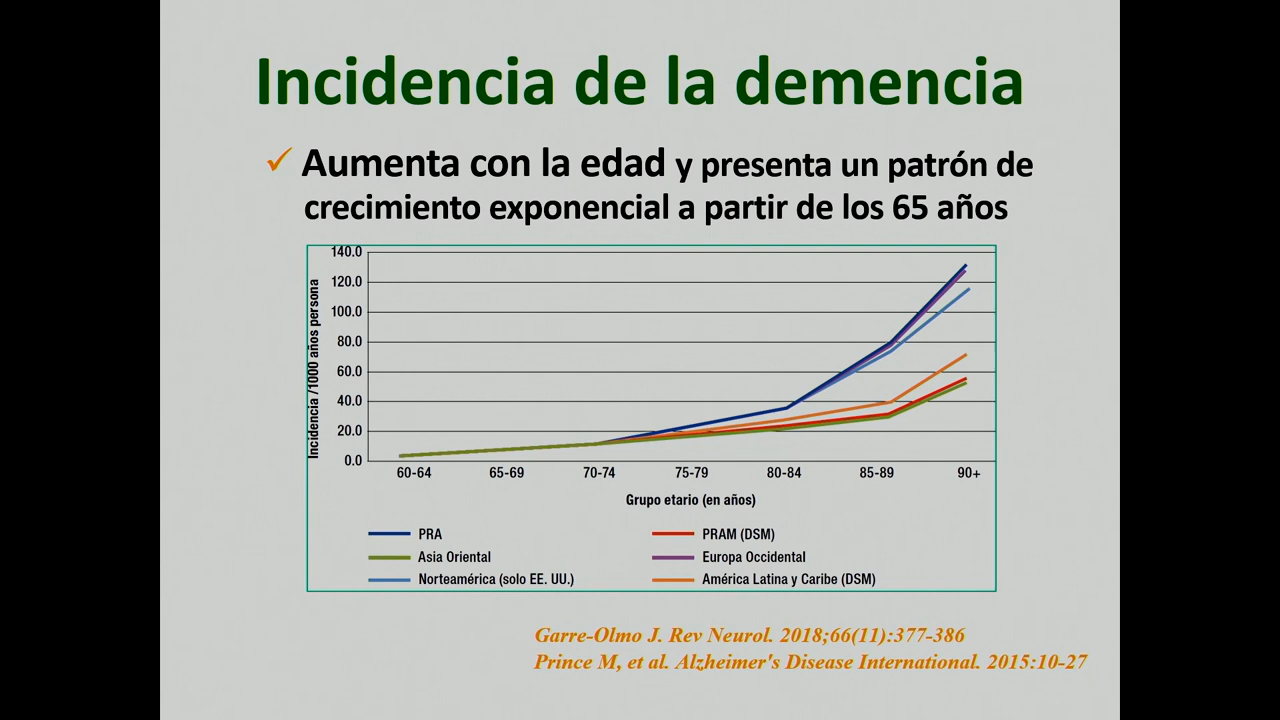 Incidencia de la demencia
✓ Aumenta con la edad y presenta un patrón de
crecimiento exponencial a partir de los 65 años
Incidencia /1000 años persona
140.0
120.0
100.0
80.0
60.0
40.0
20.0
0.0
60-64 65-69 70-74 75-79 80-84 85-89 90+
Grupo etario (en años)
PRA PRAM (DSM)
Asia Oriental Europa Occidental
Norteamérica (solo EE. UU.) América Latina y Caribe (DSM)
Garre-Olmo J. Rev Neurol. 2018;66(11):377-386
Prince M, et al. Alzheimer's Disease International. 2015:10-27